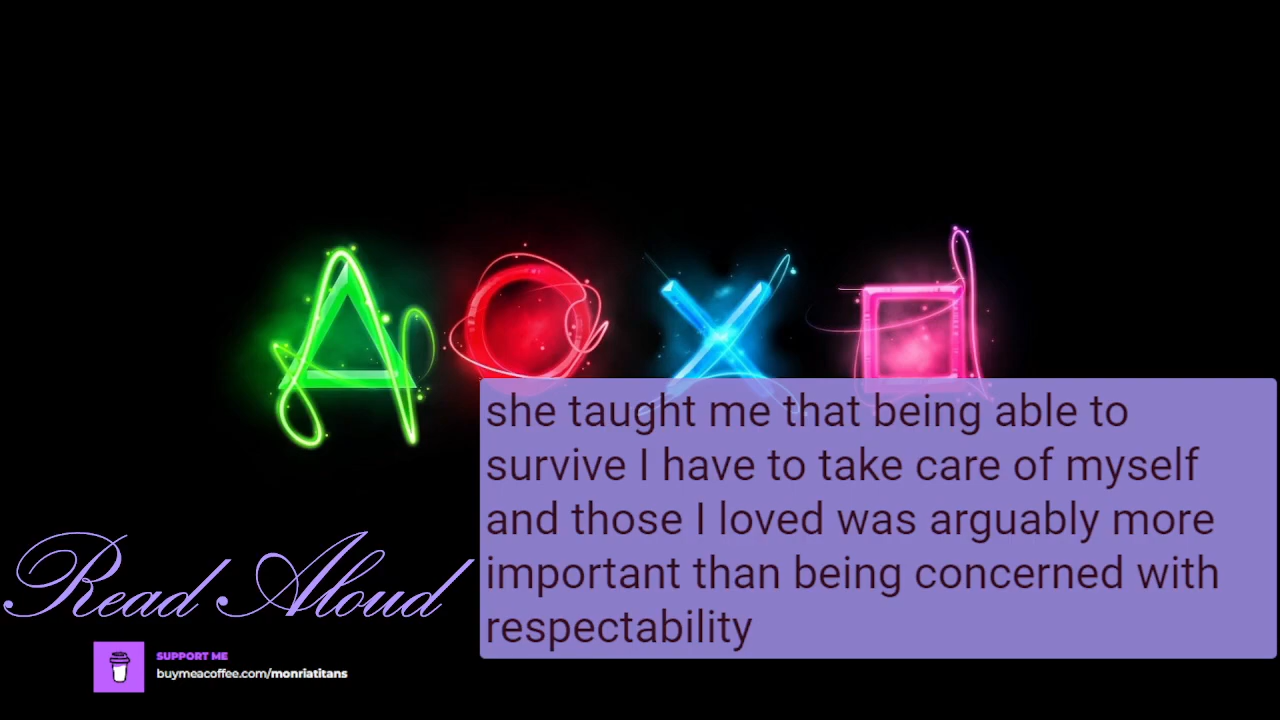 she taught me that being able to
survive I have to take care of myself
and those I loved was arguably more
important than being concerned with
respectability
Read Aloud
SUPPORT ME
buymeacoffee.com/monriatitans